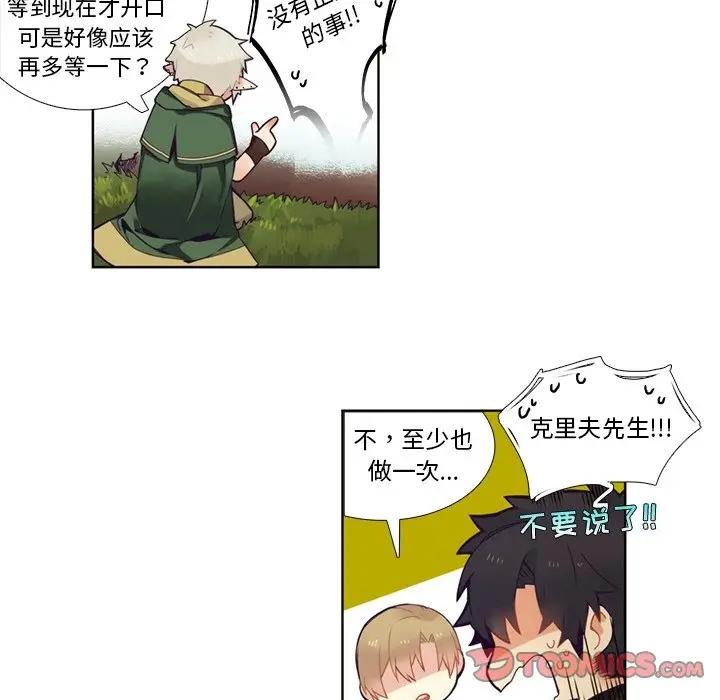 等到现在才开口
可是好像应该
再多等一下？
没有正
的事!!
不，至少也
做一次...
克里夫先生!!!
不要说了!!
TOOMICS.COM